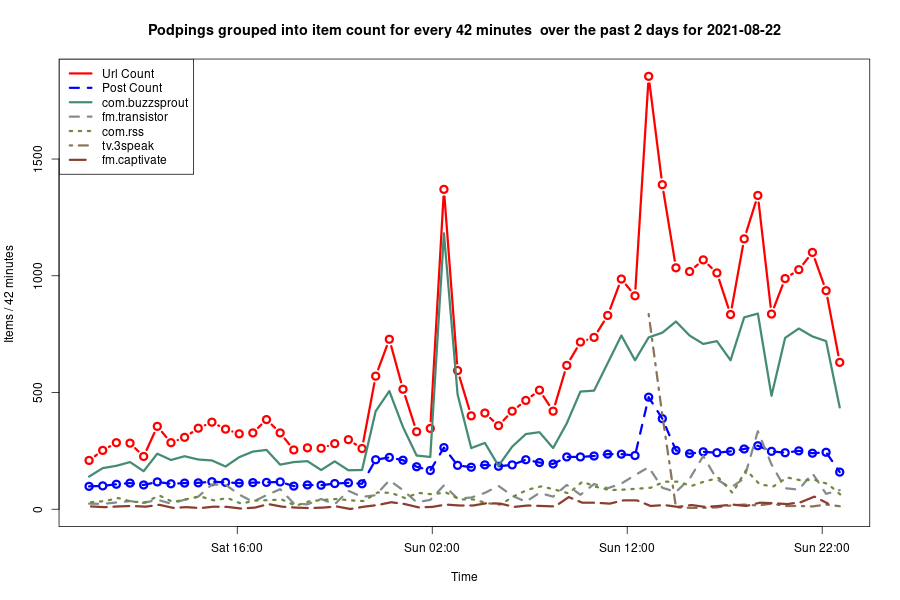 Podpings grouped into item count for every 42 minutes  over the past 2 days for 2021-08-22
Url Count
Post Count
com.buzzsprout
fm.transistor
com.rss
tv.3speak
fm.captivate
Items / 42 minutes
1500
1000
500
0
Sat 16:00
Sun 02:00
Sun 12:00
Sun 22:00
Time